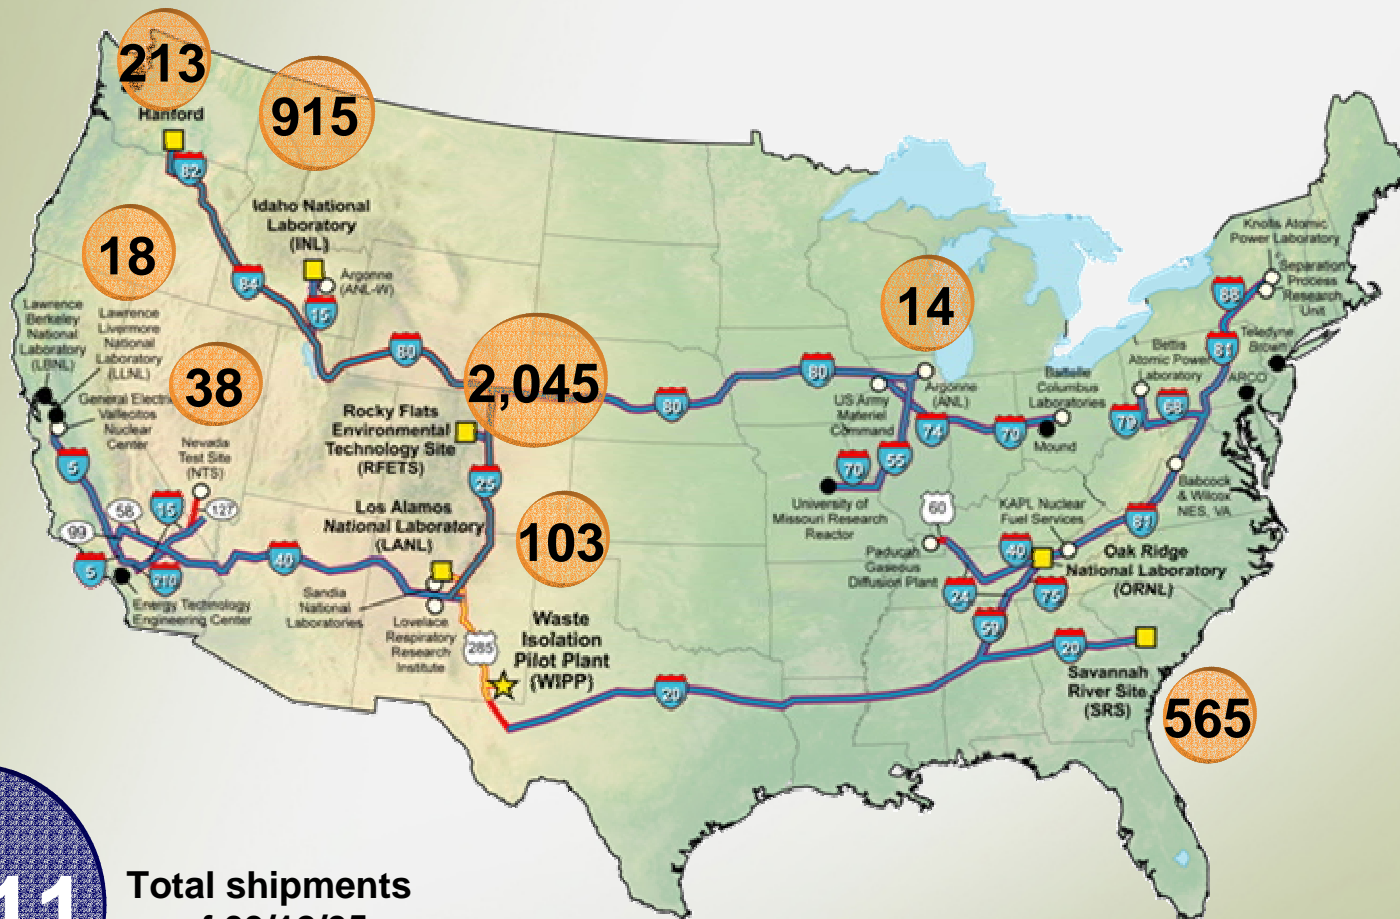 213
Hanford
82
915
Idaho National
Laboratory
(INL)
Argonne
(ANL-W)
84
15
18
Lawrence
Berkeley
National
Laboratory
(LBNL)
Lawrence
Livermore
National
Laboratory
(LLNL)
General Electric
Vallecitos
Nuclear
Center
38
Nevada
Test Site
(NTS)
80
2,045
Rocky Flats
Environmental
Technology Site
(RFETS)
25
80
80
14
Argonne
(ANL)
US Army
Materiel
Command
74
70
Battelle
Columbus
Laboratories
Mound
55
70
University of
Missouri Research
Reactor
Knolls Atomic
Power Laboratory
Separation
Process
Research
Unit
88
81
Teledyne
Brown
ARCO
Bettis
Atomic Power
Laboratory
79
68
Babcock
& Wilcox
NES, VA
81
60
Paducah
Gaseous
Diffusion Plant
KAPL Nuclear
Fuel Services
40
Oak Ridge
National Laboratory
(ORNL)
24
75
59
20
Savannah
River Site
(SRS)
565
5
58
15
127
99
5
210
Energy Technology
Engineering Center
40
Los Alamos
National Laboratory
(LANL)
103
Sandia
National
Laboratories
Lovelace
Respiratory
Research
Institute
285
Waste
Isolation
Pilot Plant
(WIPP)
20
11
Total shipments